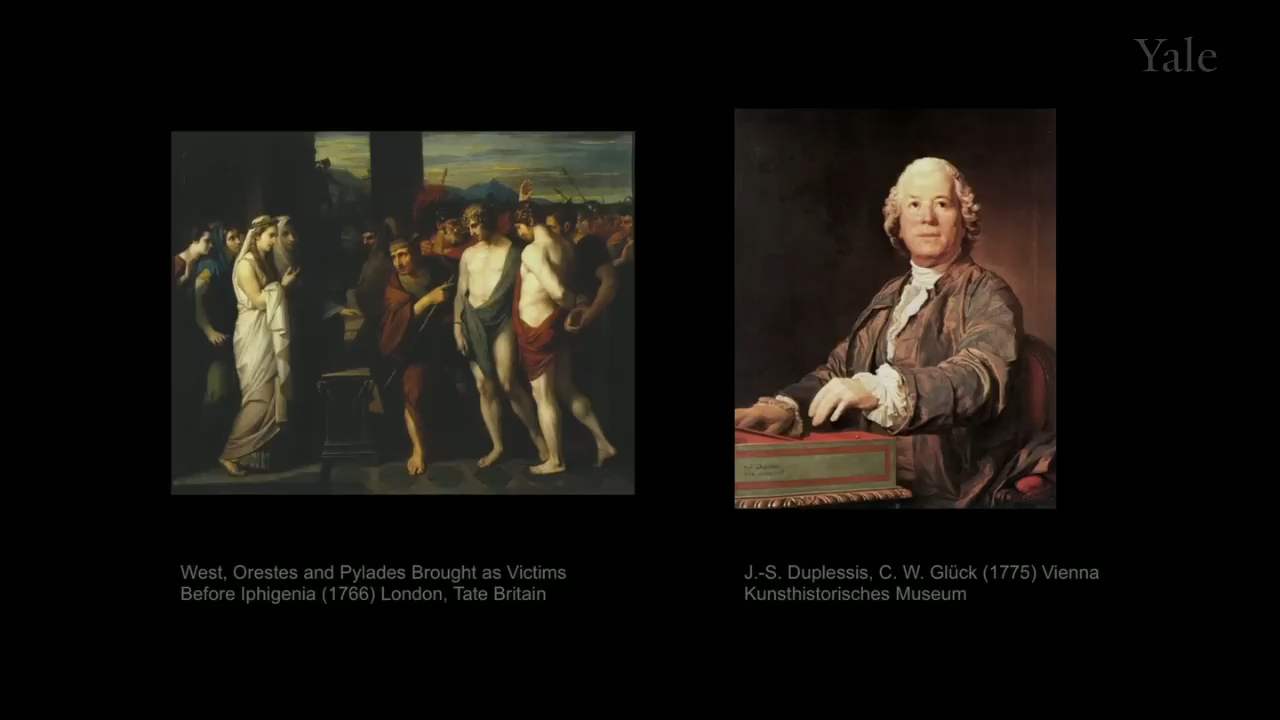 Yale
West, Orestes and Pylades Brought as Victims
Before Iphigenia (1766) London, Tate Britain
J.-S. Duplessis, C. W. Glück (1775) Vienna
Kunsthistorisches Museum